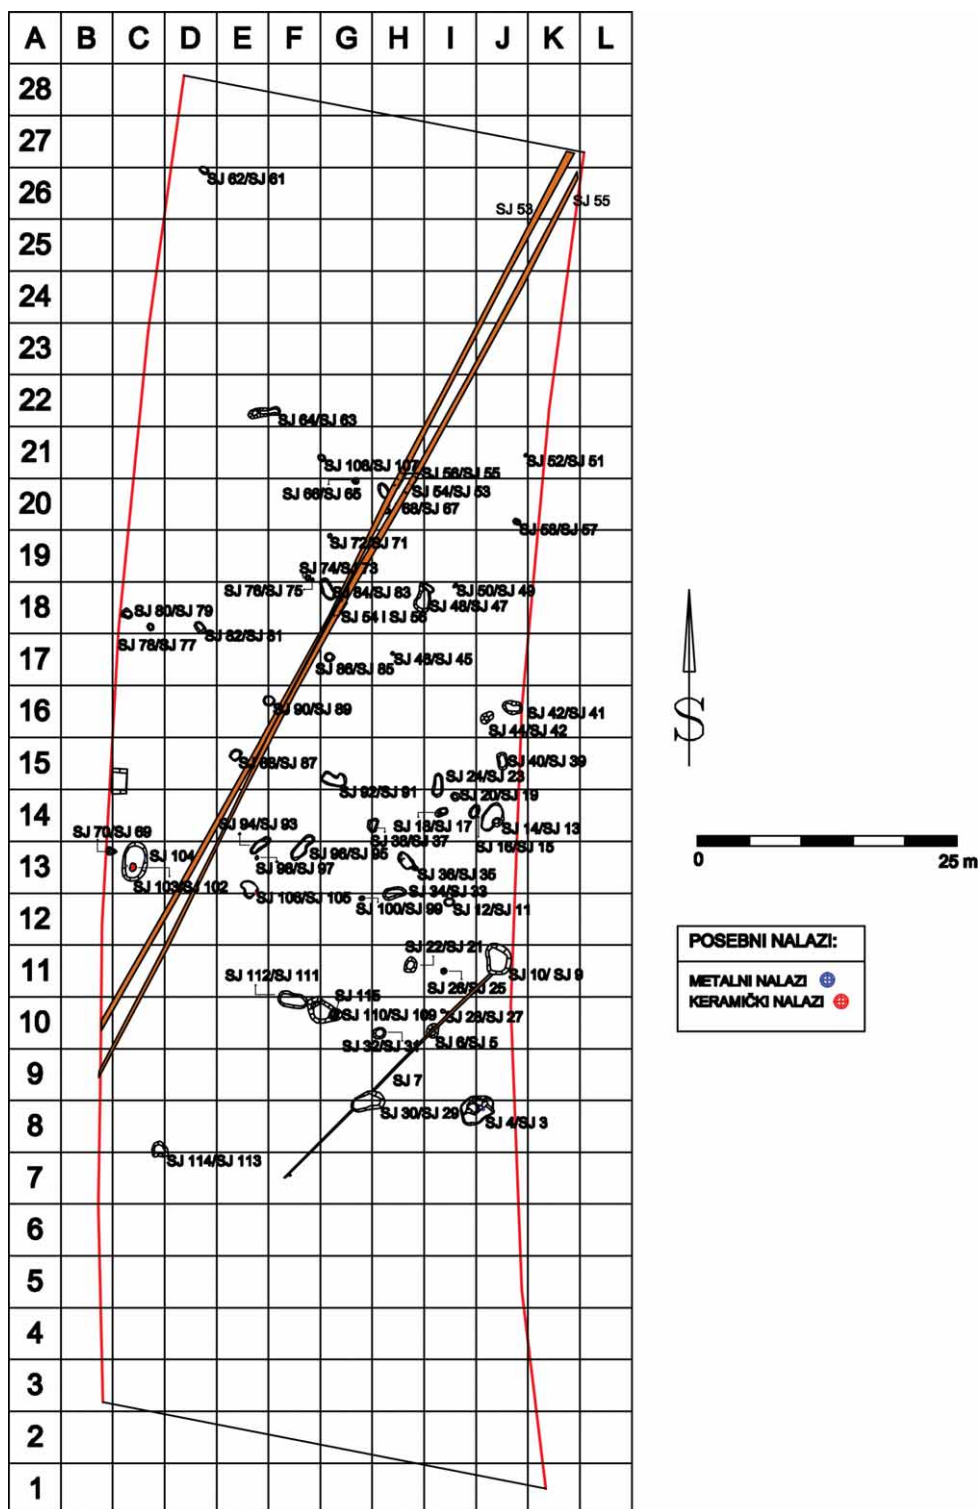 A B C D E F G H I J K L
28
27
26
SJ 62/SJ 61
SJ 53
SJ 55
25
24
23
22
SJ 64/SJ 63
21
SJ 108/SJ 107
SJ 56/SJ 55
SJ 52/SJ 51
SJ 66/SJ 65
SJ 54/SJ 53
20
68/SJ 67
SJ 58/SJ 57
19
SJ 72/SJ 71
SJ 74/SJ 73
SJ 76/SJ 75
SJ 84/SJ 83
SJ 50/SJ 49
18
SJ 48/SJ 47
SJ 80/SJ 79
SJ 54 I SJ 56
SJ 82/SJ 81
SJ 78/SJ 77
17
SJ 46/SJ 45
SJ 86/SJ 85
16
SJ 90/SJ 89
SJ 42/SJ 41
SJ 44/SJ 42
S
15
SJ 88/SJ 87
SJ 40/SJ 39
SJ 24/SJ 23
SJ 92/SJ 91
SJ 20/SJ 19
14
SJ 94/SJ 93
SJ 70/SJ 69
SJ 18/SJ 17
SJ 14/SJ 13
SJ 38/SJ 37
SJ 16/SJ 15
13
SJ 104
SJ 96/SJ 95
SJ 98/SJ 97
SJ 36/SJ 35
0 25 m
SJ 103/SJ 102
SJ 34/SJ 33
SJ 106/SJ 105
12
SJ 100/SJ 99
SJ 12/SJ 11
POSEBNI NALAZI:
SJ 22/SJ 21
11
SJ 112/SJ 111
SJ 10/ SJ 9
SJ 26/SJ 25
METALNI NALAZI
KERAMIČKI NALAZI
SJ 115
10
SJ 110/SJ 109
SJ 28/SJ 27
SJ 32/SJ 31
SJ 6/SJ 5
9
SJ 7
8
SJ 30/SJ 29
SJ 4/SJ 3
SJ 114/SJ 113
7
6
5
4
3
2
1